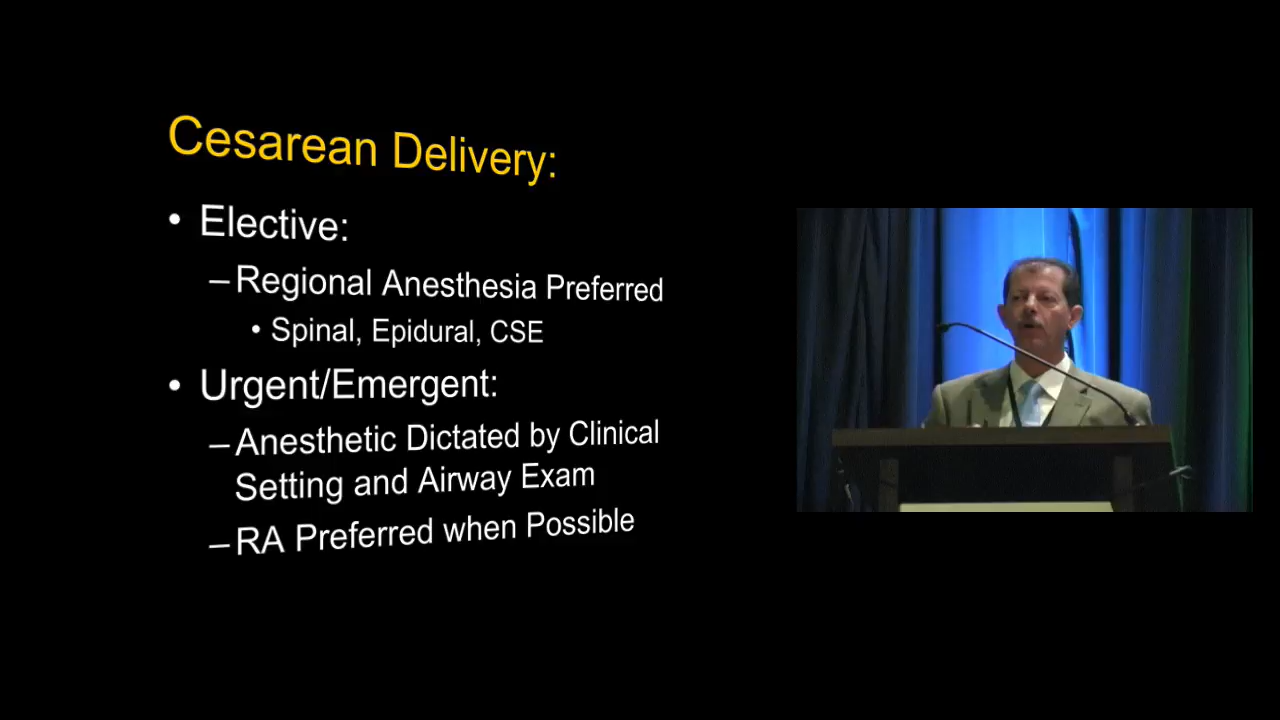 Cesarean Delivery:
• Elective:
–Regional Anesthesia Preferred
• Spinal, Epidural, CSE
• Urgent/Emergent:
–Anesthetic Dictated by Clinical
Setting and Airway Exam
–RA Preferred when Possible